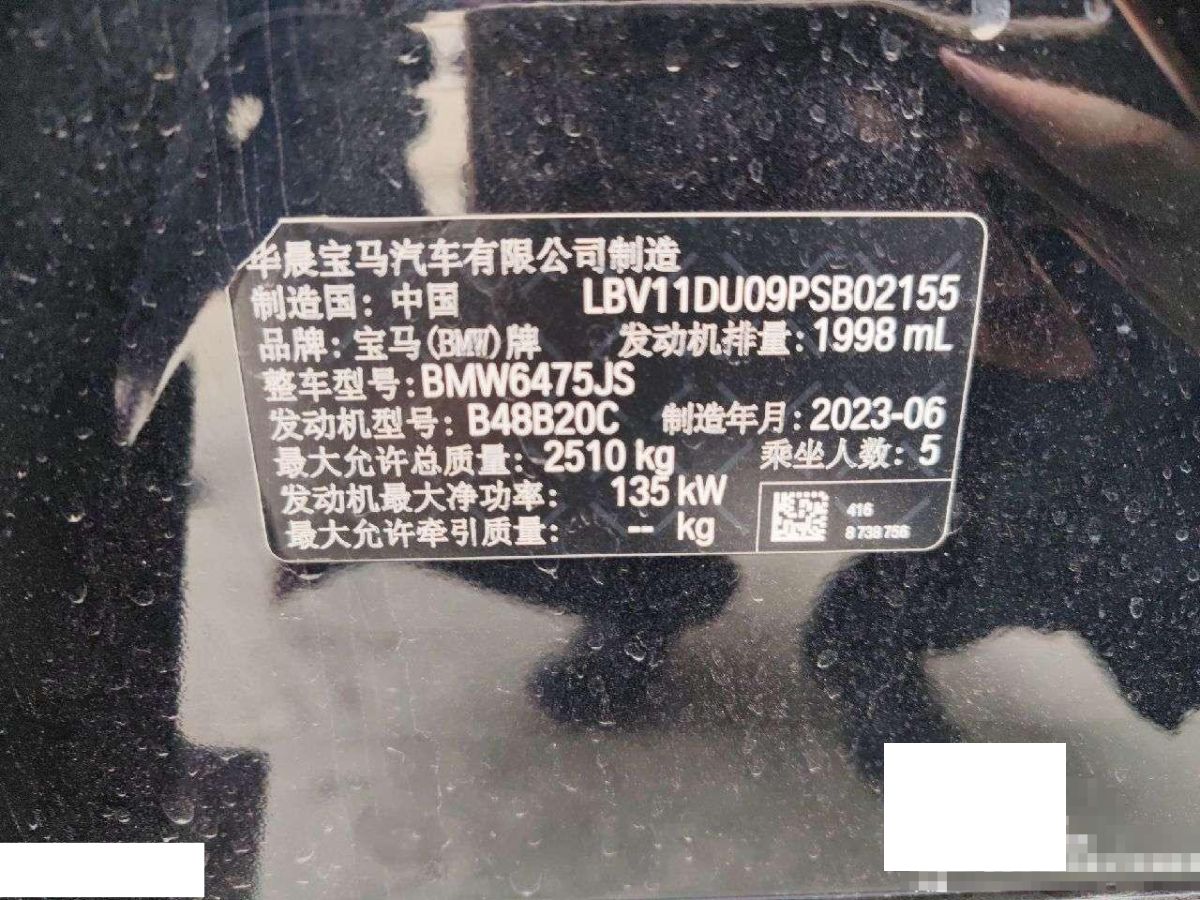 华晨宝马汽车有限公司制造
制造国：中国 LBV11DU09PSB02155
品牌：宝马(BMW)牌 发动机排量：1998 mL
整车型号：BMW6475JS
发动机型号：B48B20C 制造年月：2023-06
最大允许总质量：2510 kg 乘坐人数：5
发动机最大净功率：135 kW
最大允许牵引质量：-- kg
416
8 738 756